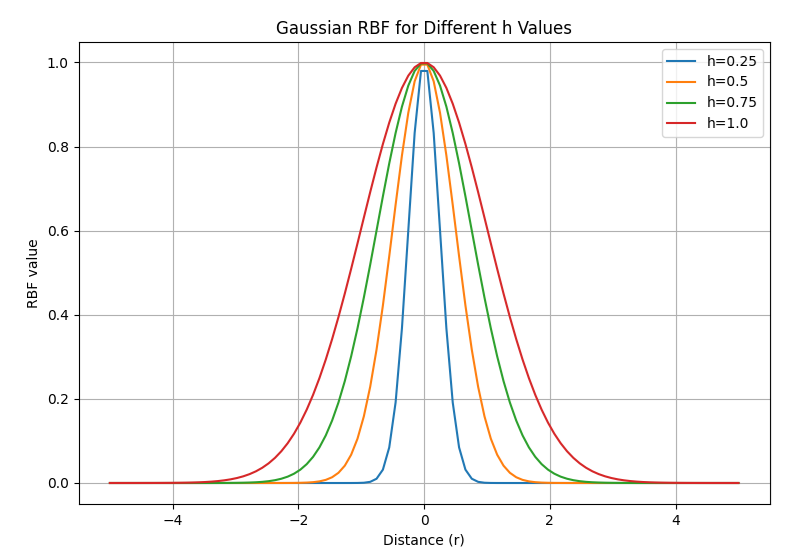 Gaussian RBF for Different h Values
h=0.25
h=0.5
h=0.75
h=1.0
1.0
0.8
0.6
0.4
0.2
0.0
RBF value
−4
−2
0
2
4
Distance (r)